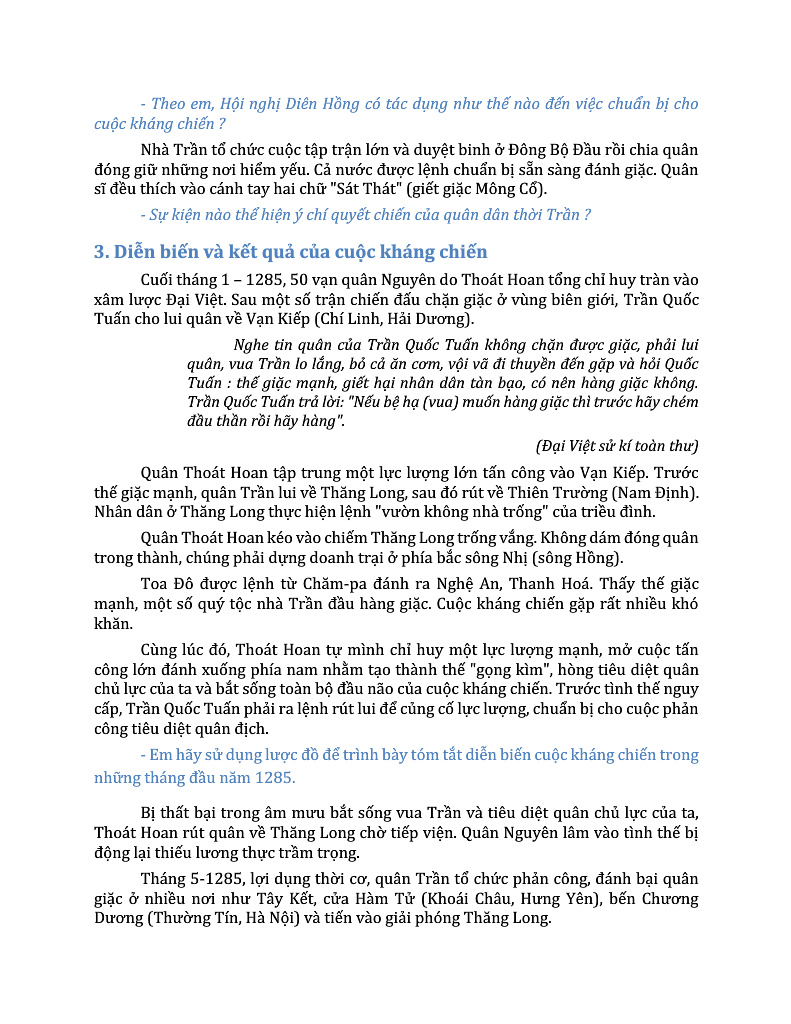 - Theo em, Hội nghị Diên Hồng có tác dụng như thế nào đến việc chuẩn bị cho
cuộc kháng chiến ?
Nhà Trần tổ chức cuộc tập trận lớn và duyệt binh ở Đông Bộ Đầu rồi chia quân
đóng giữ những nơi hiểm yếu. Cả nước được lệnh chuẩn bị sẵn sàng đánh giặc. Quân
sĩ đều thích vào cánh tay hai chữ "Sát Thát" (giết giặc Mông Cổ).
- Sự kiện nào thể hiện ý chí quyết chiến của quân dân thời Trần ?
3. Diễn biến và kết quả của cuộc kháng chiến
Cuối tháng 1 – 1285, 50 vạn quân Nguyên do Thoát Hoan tổng chỉ huy tràn vào
xâm lược Đại Việt. Sau một số trận chiến đấu chặn giặc ở vùng biên giới, Trần Quốc
Tuấn cho lui quân về Vạn Kiếp (Chí Linh, Hải Dương).
Nghe tin quân của Trần Quốc Tuấn không chặn được giặc, phải lui
quân, vua Trần lo lắng, bỏ cả ăn cơm, vội vã đi thuyền đến gặp và hỏi Quốc
Tuấn : thế giặc mạnh, giết hại nhân dân tàn bạo, có nên hàng giặc không.
Trần Quốc Tuấn trả lời: "Nếu bệ hạ (vua) muốn hàng giặc thì trước hãy chém
đầu thần rồi hãy hàng".
(Đại Việt sử kí toàn thư)
Quân Thoát Hoan tập trung một lực lượng lớn tấn công vào Vạn Kiếp. Trước
thế giặc mạnh, quân Trần lui về Thăng Long, sau đó rút về Thiên Trường (Nam Định).
Nhân dân ở Thăng Long thực hiện lệnh "vườn không nhà trống" của triều đình.
Quân Thoát Hoan kéo vào chiếm Thăng Long trống vắng. Không dám đóng quân
trong thành, chúng phải dựng doanh trại ở phía bắc sông Nhị (sông Hồng).
Toa Đô được lệnh từ Chăm-pa đánh ra Nghệ An, Thanh Hoá. Thấy thế giặc
mạnh, một số quý tộc nhà Trần đầu hàng giặc. Cuộc kháng chiến gặp rất nhiều khó
khăn.
Cùng lúc đó, Thoát Hoan tự mình chỉ huy một lực lượng mạnh, mở cuộc tấn
công lớn đánh xuống phía nam nhằm tạo thành thế "gọng kìm", hòng tiêu diệt quân
chủ lực của ta và bắt sống toàn bộ đầu não của cuộc kháng chiến. Trước tình thế nguy
cấp, Trần Quốc Tuấn phải ra lệnh rút lui để củng cố lực lượng, chuẩn bị cho cuộc phản
công tiêu diệt quân địch.
- Em hãy sử dụng lược đồ để trình bày tóm tắt diễn biến cuộc kháng chiến trong
những tháng đầu năm 1285.
Bị thất bại trong âm mưu bắt sống vua Trần và tiêu diệt quân chủ lực của ta,
Thoát Hoan rút quân về Thăng Long chờ tiếp viện. Quân Nguyên lâm vào tình thế bị
động lại thiếu lương thực trầm trọng.
Tháng 5-1285, lợi dụng thời cơ, quân Trần tổ chức phản công, đánh bại quân
giặc ở nhiều nơi như Tây Kết, cửa Hàm Tử (Khoái Châu, Hưng Yên), bến Chương
Dương (Thường Tín, Hà Nội) và tiến vào giải phóng Thăng Long.